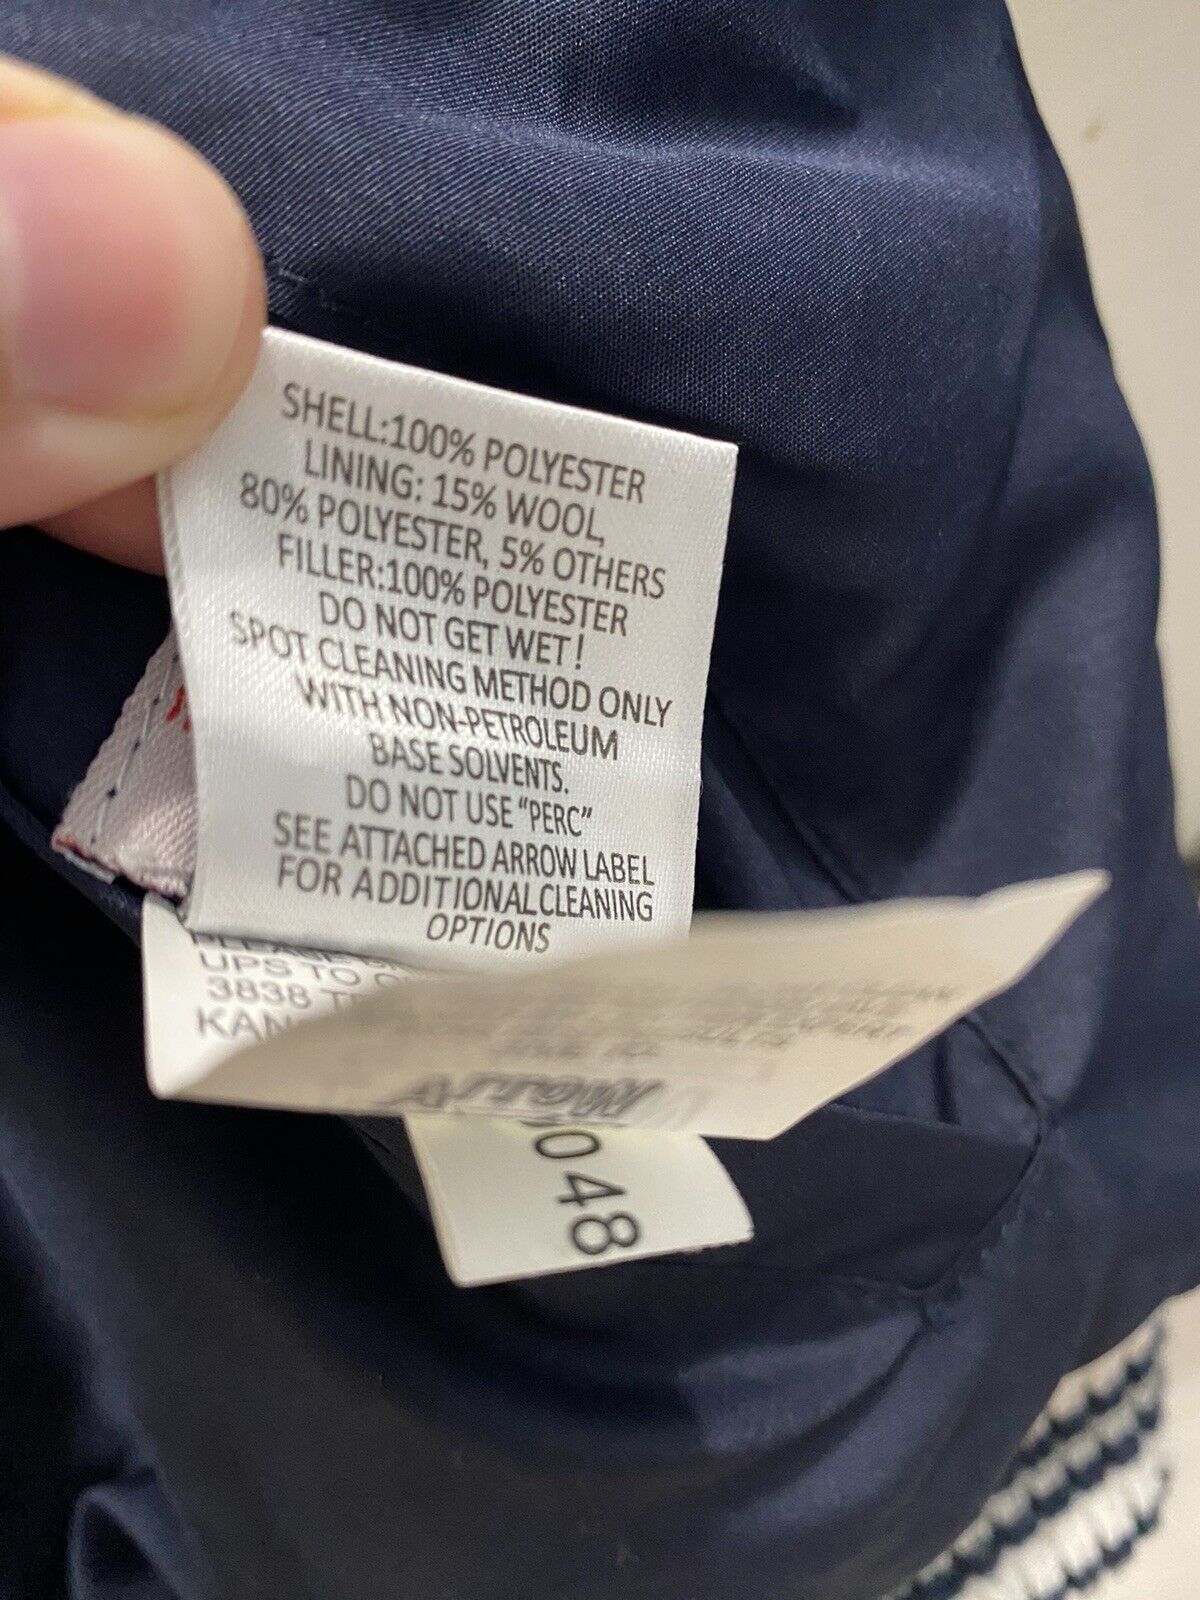 SHELL:100% POLYESTER
LINING: 15% WOOL,
80% POLYESTER, 5% OTHERS
FILLER:100% POLYESTER
DO NOT GET WET!
SPOT CLEANING METHOD ONLY
WITH NON-PETROLEUM
BASE SOLVENTS.
DO NOT USE "PERC"
SEE ATTACHED ARROW LABEL
FOR ADDITIONAL CLEANING
OPTIONS
UPS TO
3838
KAN
Arrow
048